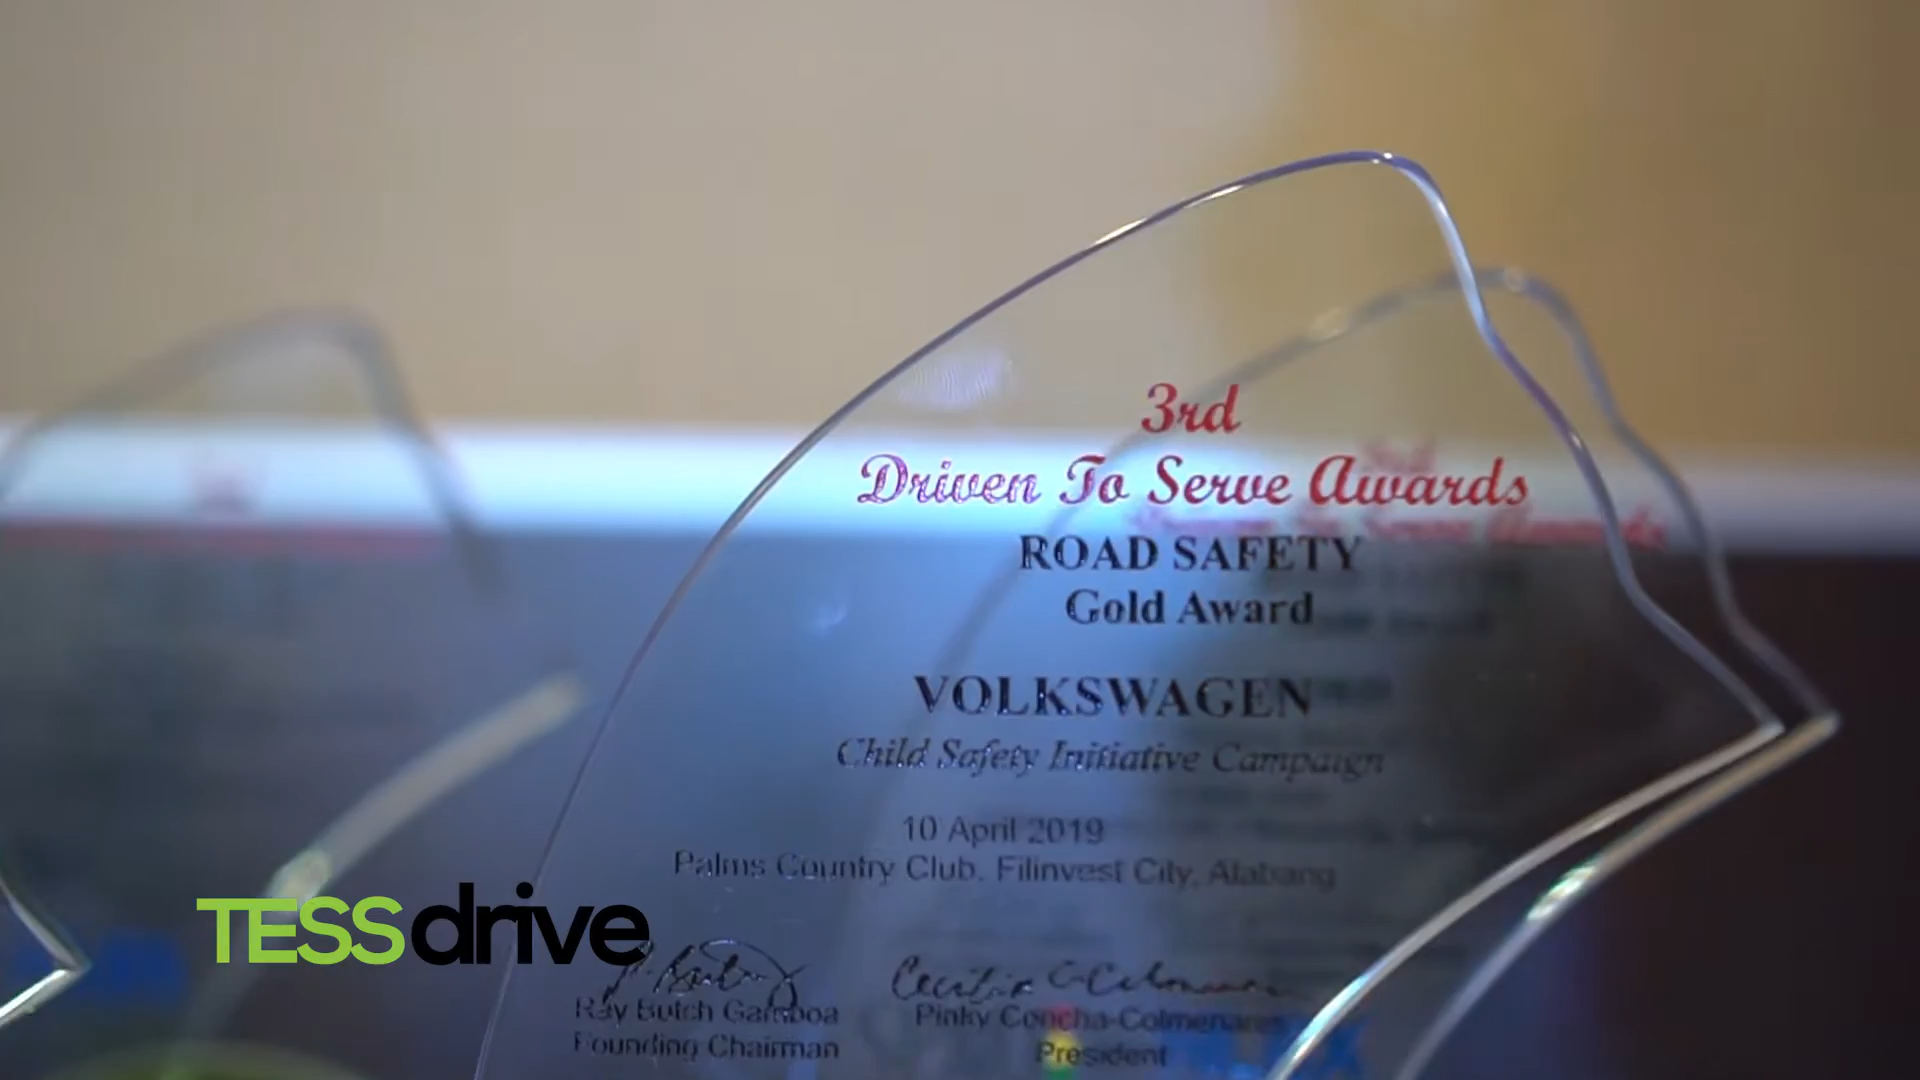 3rd
Driven To Serve Awards
ROAD SAFETY
Gold Award
VOLKSWAGEN
Child Safety Initiative Campaign
10 April 2019
Palms Country Club, Filinvest City, Alabang
TESSdrive
Ray Butch Gamboa
Pinky Concha-Colmenares
Founding Chairman
President